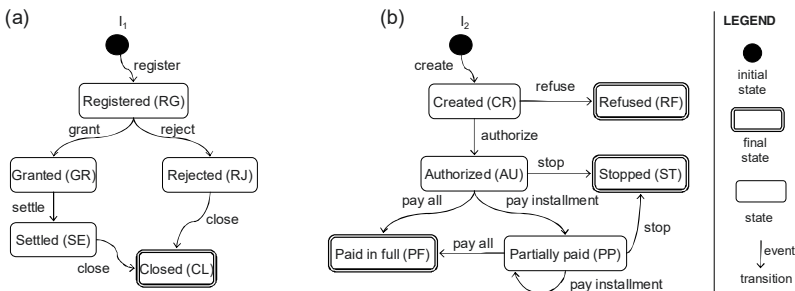 (a)
I₁
register
Registered (RG)
grant
reject
Granted (GR)
Rejected (RJ)
settle
close
Settled (SE)
close
Closed (CL)
(b)
I₂
create
refuse
Created (CR)
Refused (RF)
authorize
Authorized (AU)
stop
Stopped (ST)
pay all
pay installment
Paid in full (PF)
pay all
Partially paid (PP)
stop
pay installment
LEGEND
initial
state
final
state
state
event
transition